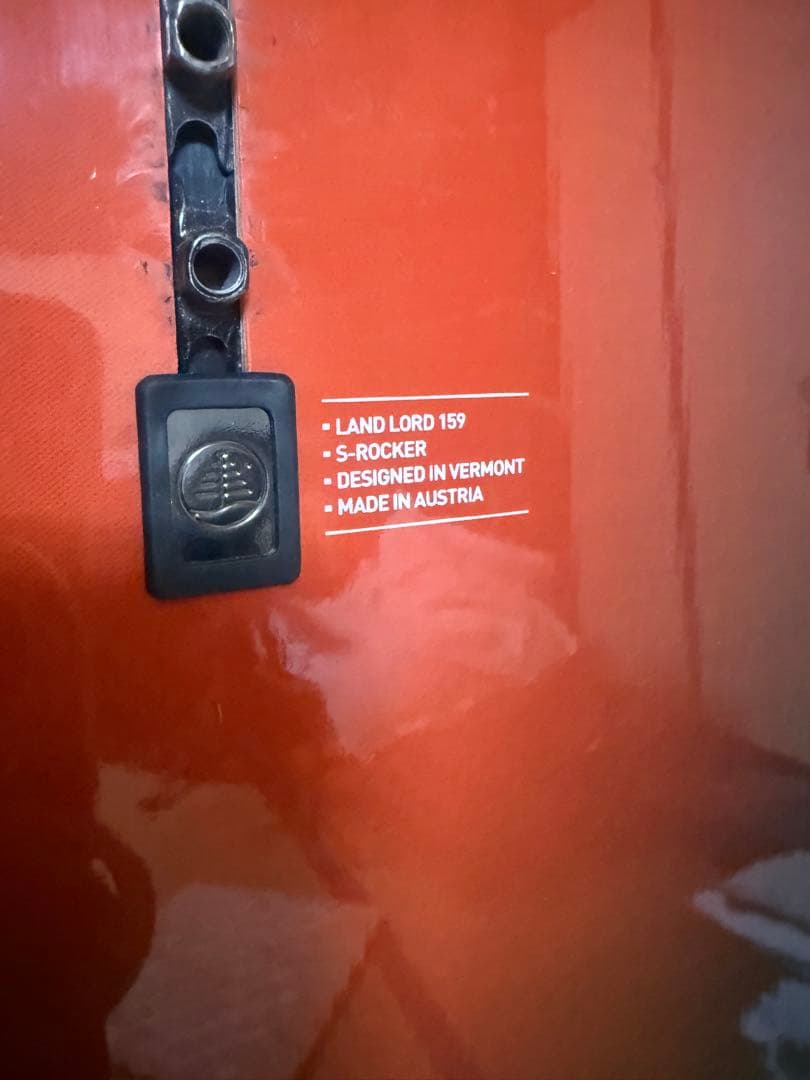 ▪ LAND LORD 159
▪ S-ROCKER
▪ DESIGNED IN VERMONT
▪ MADE IN AUSTRIA